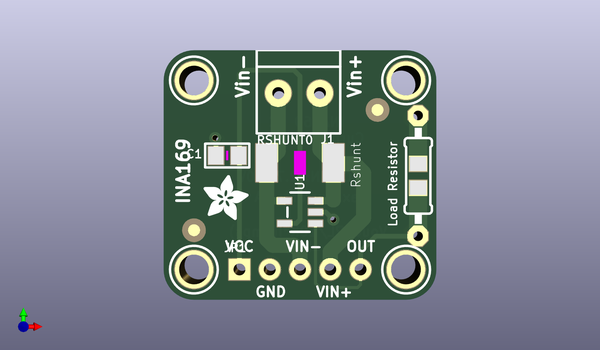 Vin-
Vin+
RSHUNT0 J1
C1
INA169
U1
Rshunt
Load Resistor
VCC
VIN-
OUT
GND
VIN+